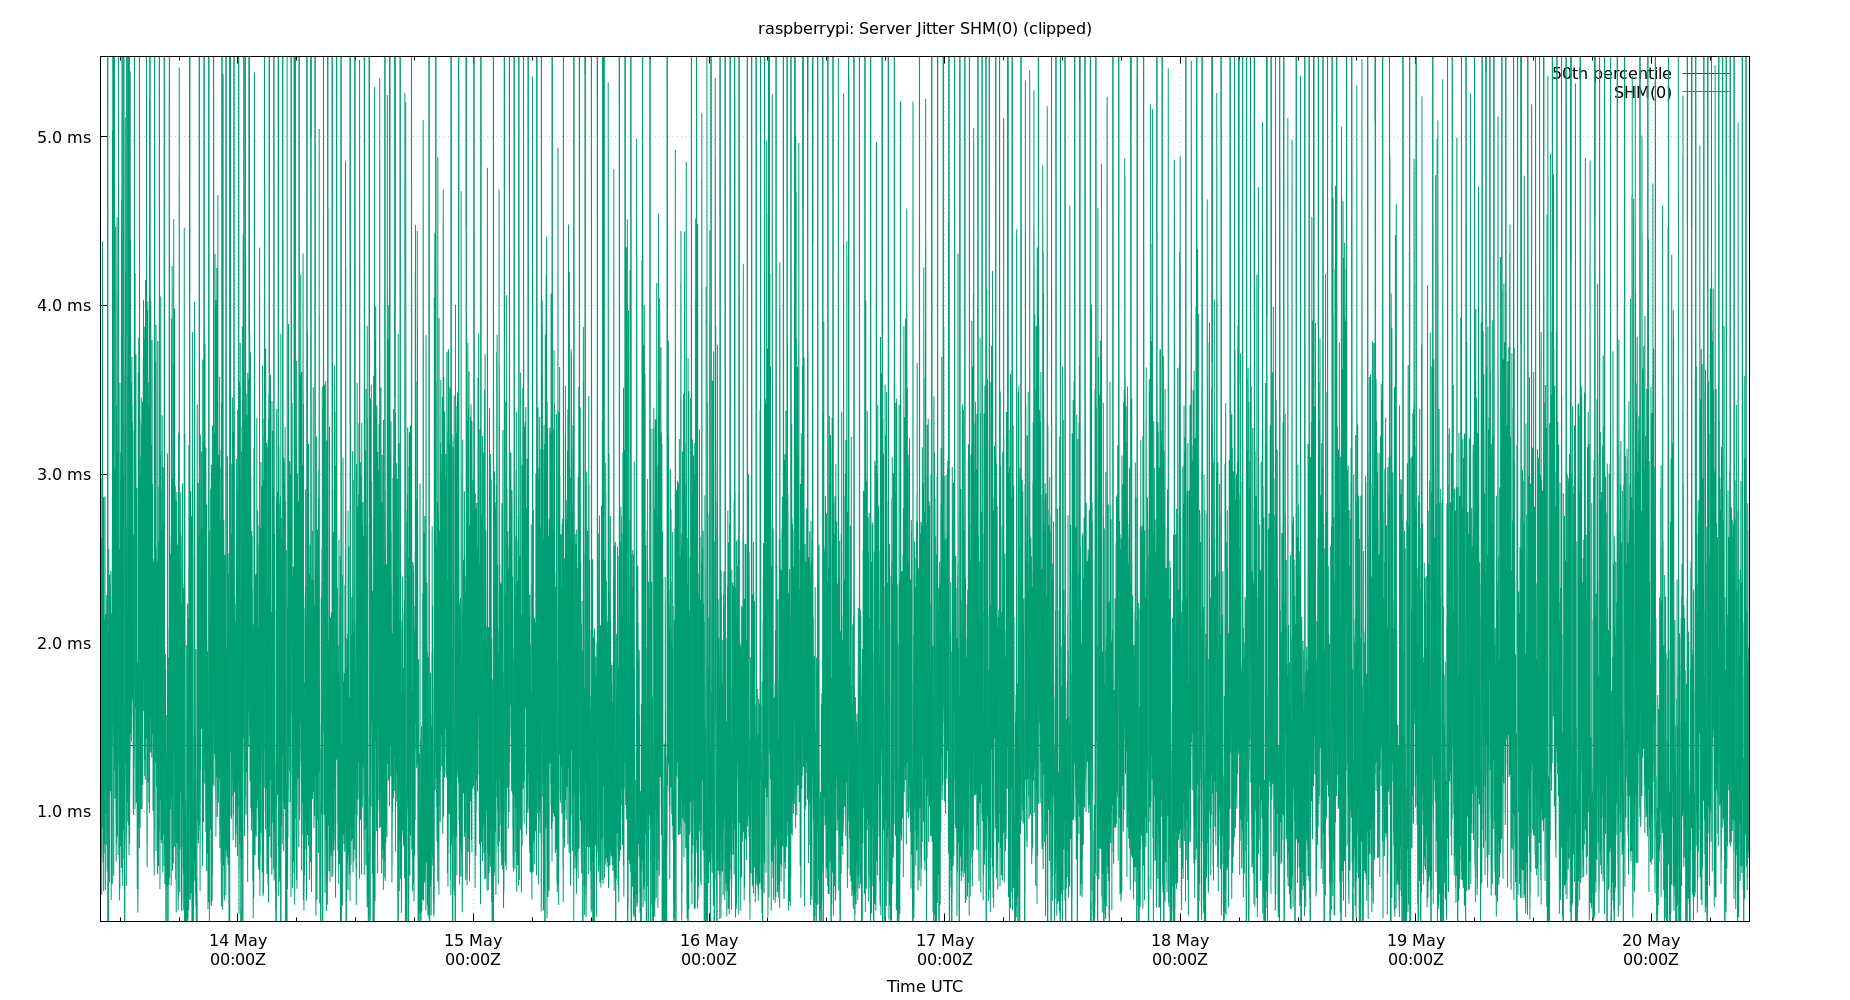 raspberrypi: Server Jitter SHM(0) (clipped)
50th percentile
SHM(0)
5.0 ms
4.0 ms
3.0 ms
2.0 ms
1.0 ms
14 May 15 May 16 May 17 May 18 May 19 May 20 May
00:00Z 00:00Z 00:00Z 00:00Z 00:00Z 00:00Z 00:00Z
Time UTC